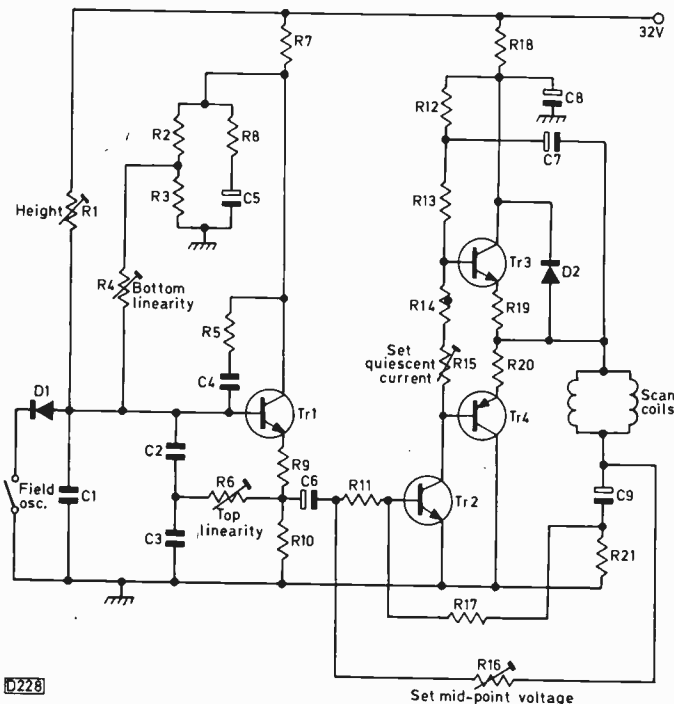 32V
R7
R18
R12
C8
R2
R8
C7
R3
C5
R13
Height
R1
R4
Bottom
linearity
Tr3
D2
R14
R19
R5
Set
quiescent
current
R15
R20
C4
Scan
coils
D1
Tr1
Tr4
C2
R9
Field
osc.
C1
R6
C6
R11
Top
linearity
Tr2
C9
C3
R10
R21
R17
R16
D228
Set mid-point voltage